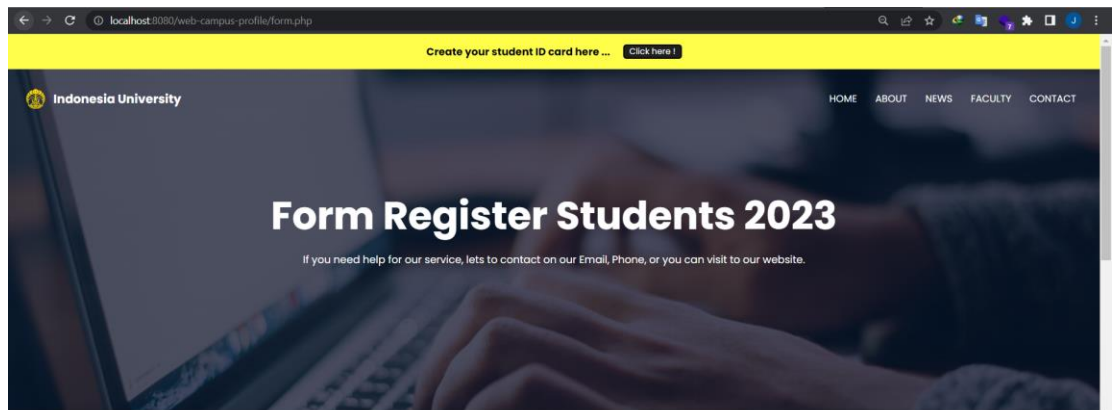 localhost:8080/web-campus-profile/form.php
Create your student ID card here ... Click here !
Indonesia University HOME ABOUT NEWS FACULTY CONTACT
Form Register Students 2023
If you need help for our service, lets to contact on our Email, Phone, or you can visit to our website.